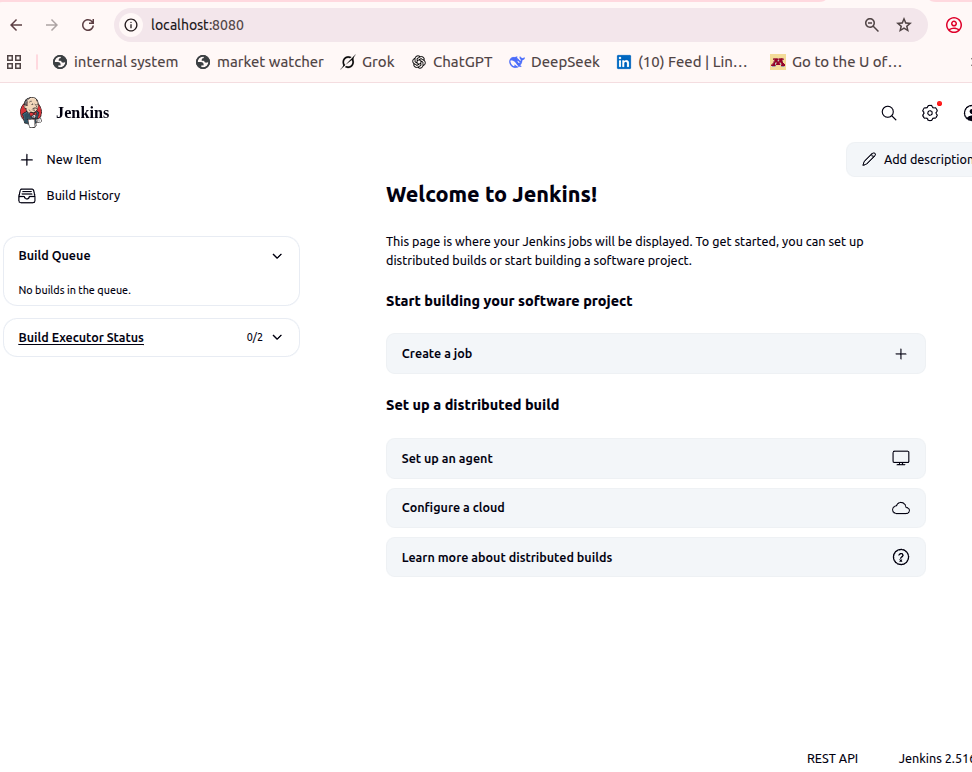 localhost:8080
internal system market watcher Grok ChatGPT DeepSeek (10) Feed | Lin... Go to the U of...
Jenkins
New Item
Add description
Build History
Welcome to Jenkins!
Build Queue
This page is where your Jenkins jobs will be displayed. To get started, you can set up
distributed builds or start building a software project.
No builds in the queue.
Start building your software project
Build Executor Status 0/2
Create a job
Set up a distributed build
Set up an agent
Configure a cloud
Learn more about distributed builds
REST API Jenkins 2.516